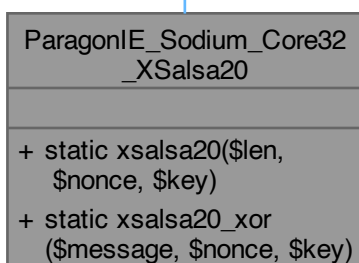 ParagonIE_Sodium_Core32
_XSalsa20
+ static xsalsa20($len,
$nonce, $key)
+ static xsalsa20_xor
($message, $nonce, $key)